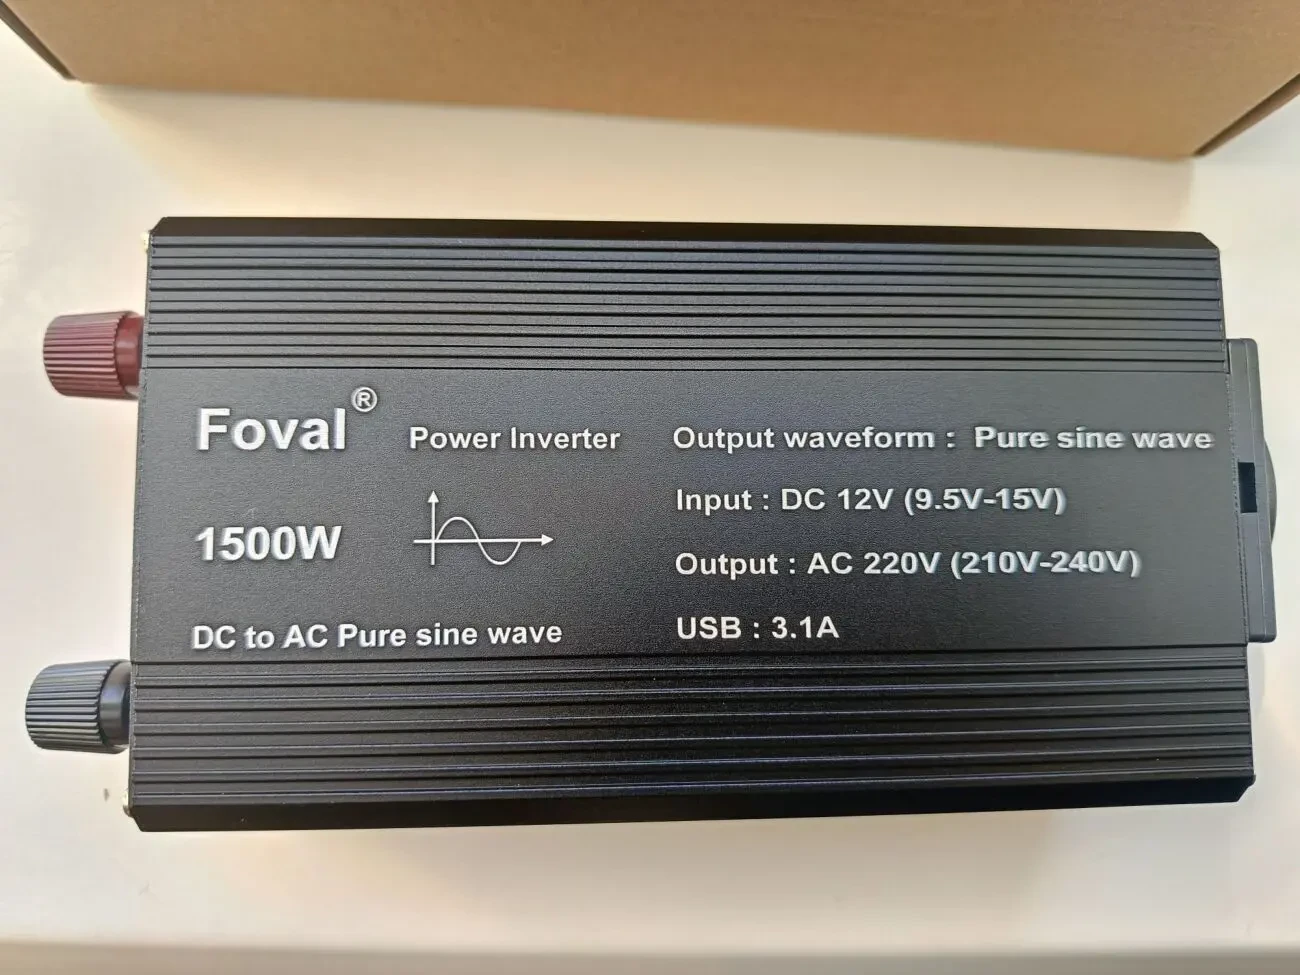 Foval®
Power Inverter
1500W
DC to AC Pure sine wave
Output waveform : Pure sine wave
Input : DC 12V (9.5V-15V)
Output : AC 220V (210V-240V)
USB : 3.1A